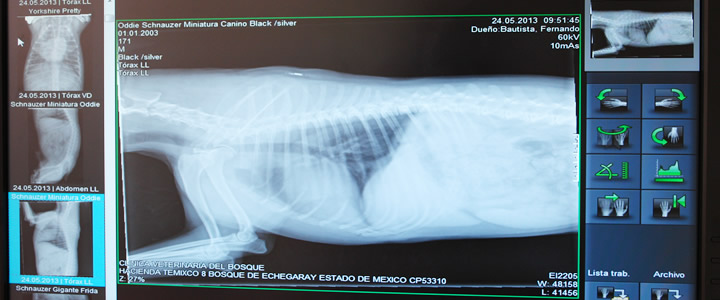 24.05.2013 | Tórax LL
Yorkshire Pretty
24.05.2013 | Tórax VD
Schnauzer Miniatura Oddie
24.05.2013 | Abdomen LL
Schnauzer Miniatura Oddie
24.05.2013 | Tórax LL
Schnauzer Gigante Frida
Oddie Schnauzer Miniatura Canino Black /silver
01.01.2003
171
M
Black /silver
Tórax LL
Tórax LL
24.05.2013 09:51:45
Dueño:Bautista, Fernando
60kV
10mAs
CLINICA VETERINARIA DEL BOSQUE
HACIENDA TEMIXCO 8 BOSQUE DE ECHEGARAY ESTADO DE MEXICO CP53310
Z: 27%
EI2205
W: 48158
L: 41456
Lista trab.
Archivo